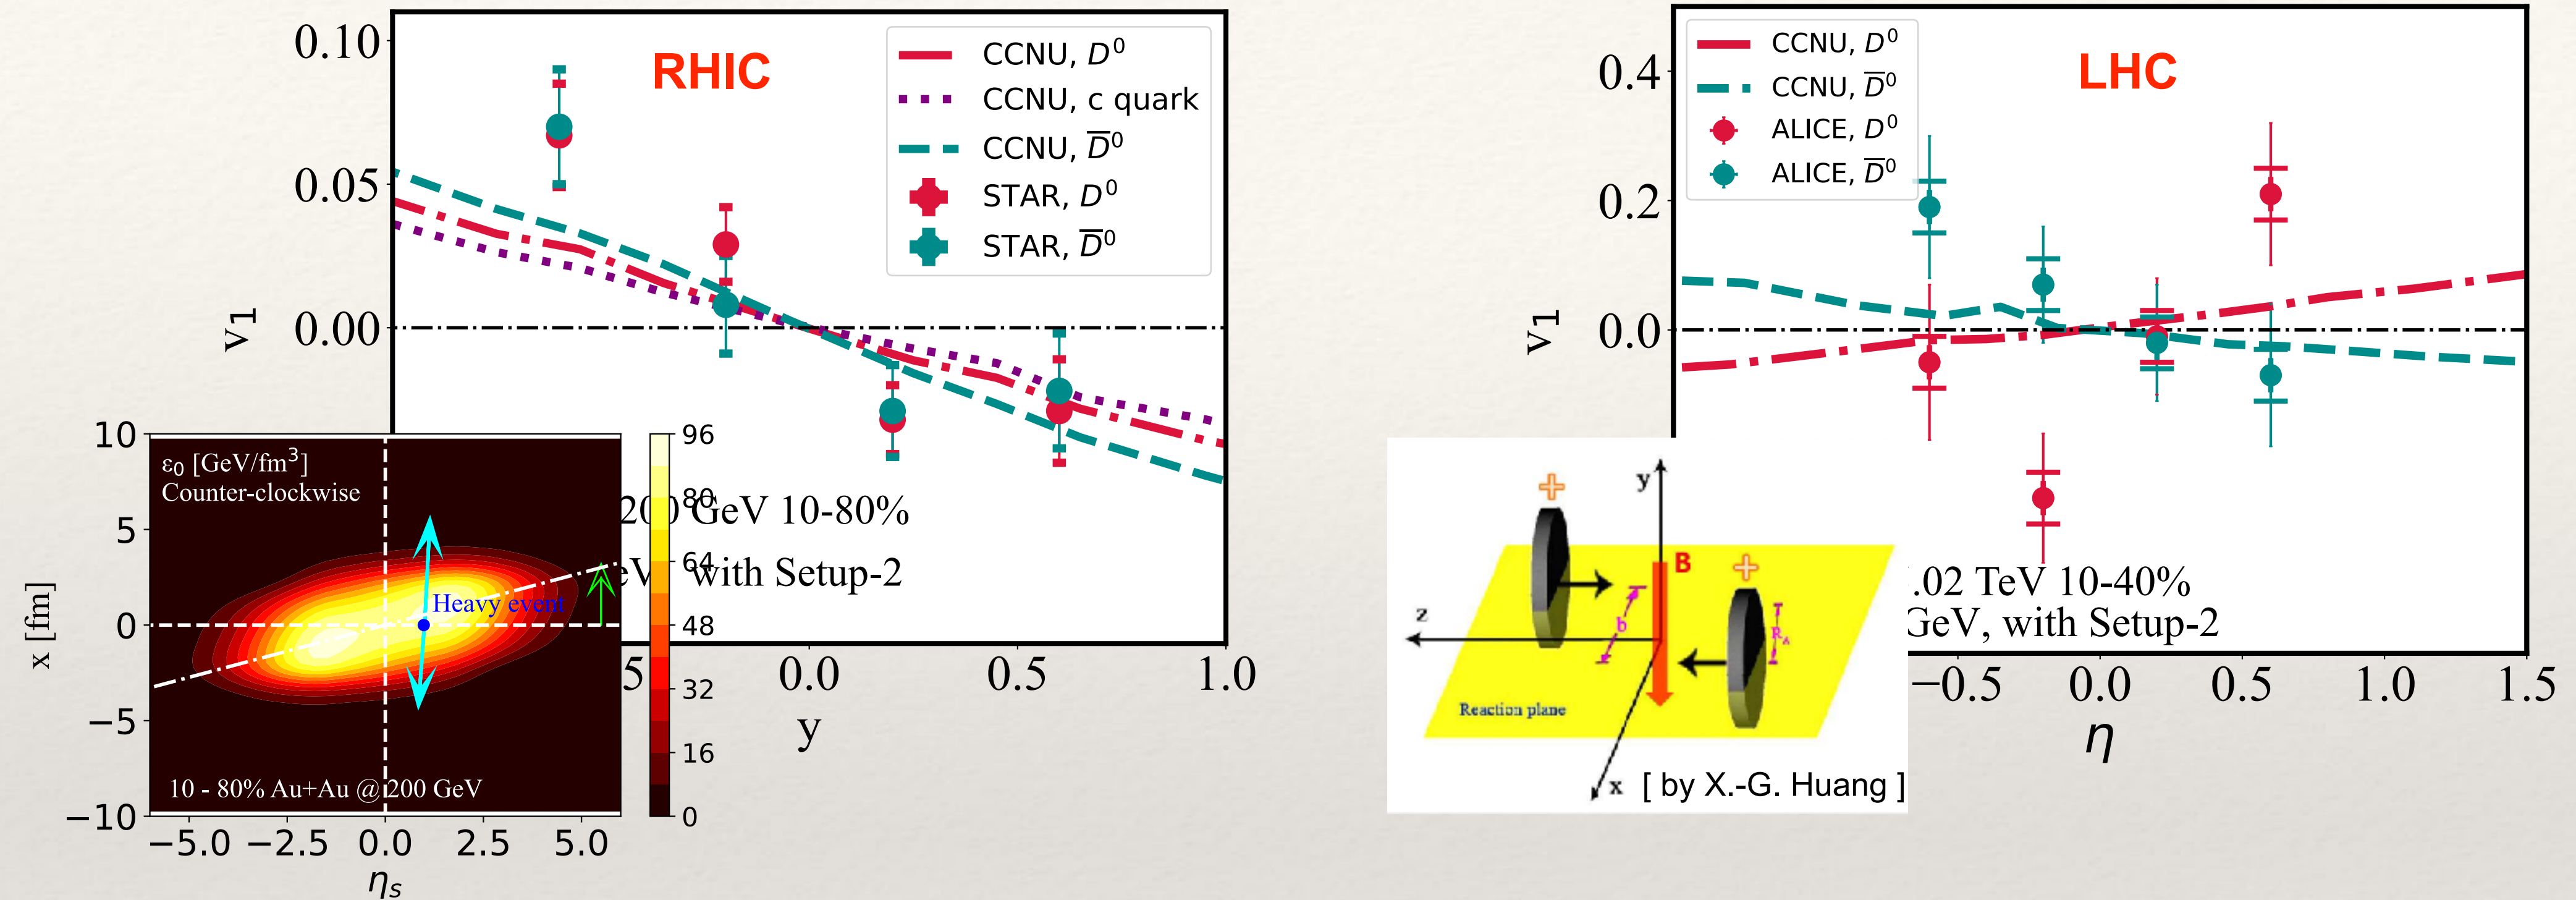 0.10
0.05
0.00
v1
RHIC
CCNU, D⁰
CCNU, c quark
CCNU, D̅⁰
STAR, D⁰
STAR, D̅⁰
200 GeV 10-80%
eV, with Setup-2
5
0.0
0.5
1.0
y
10
5
0
−5
−10
x [fm]
ε0 [GeV/fm³]
Counter-clockwise
Heavy event
10 - 80% Au+Au @ 200 GeV
−5.0
−2.5
0.0
2.5
5.0
ηs
96
80
64
48
32
16
0
0.4
0.2
0.0
v1
LHC
CCNU, D⁰
CCNU, D̅⁰
ALICE, D⁰
ALICE, D̅⁰
.02 TeV 10-40%
GeV, with Setup-2
−0.5
0.0
0.5
1.0
1.5
η
y
+
+
B
z
b
RA
Reaction plane
x
[ by X.-G. Huang ]